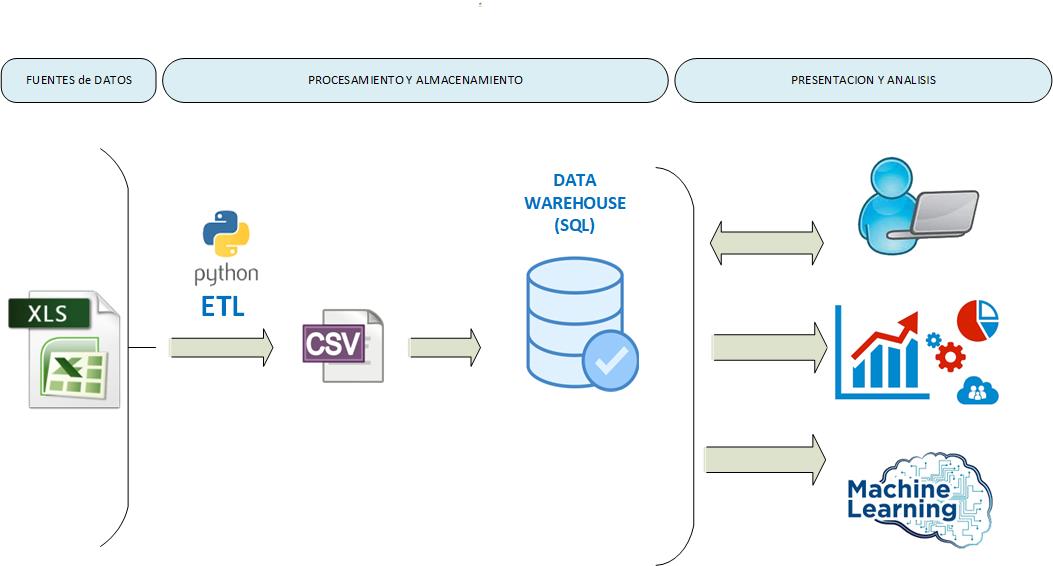 FUENTES de DATOS
PROCESAMIENTO Y ALMACENAMIENTO
PRESENTACION Y ANALISIS
DATA
WAREHOUSE
(SQL)
python
ETL
XLS
CSV
Machine
Learning